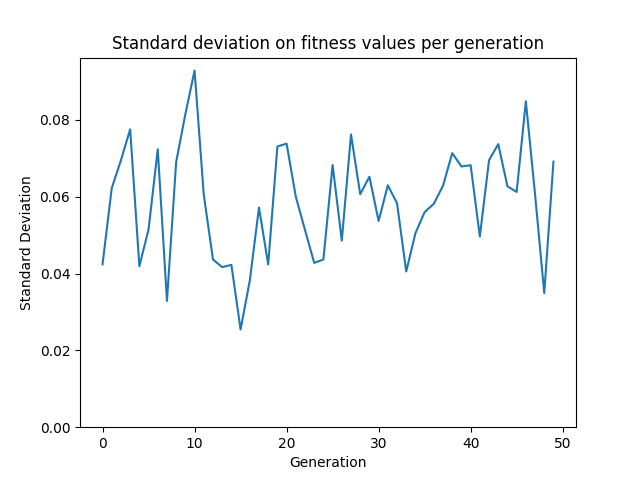 Standard deviation on fitness values per generation
Standard Deviation
0.08
0.06
0.04
0.02
0.00
0 10 20 30 40 50
Generation